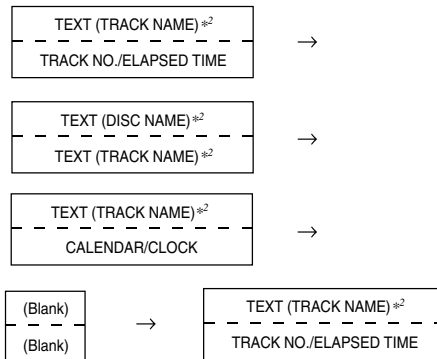 TEXT (TRACK NAME) *2
TRACK NO./ELAPSED TIME
→
TEXT (DISC NAME) *2
TEXT (TRACK NAME) *2
→
TEXT (TRACK NAME) *2
CALENDAR/CLOCK
→
(Blank)
(Blank)
→
TEXT (TRACK NAME) *2
TRACK NO./ELAPSED TIME